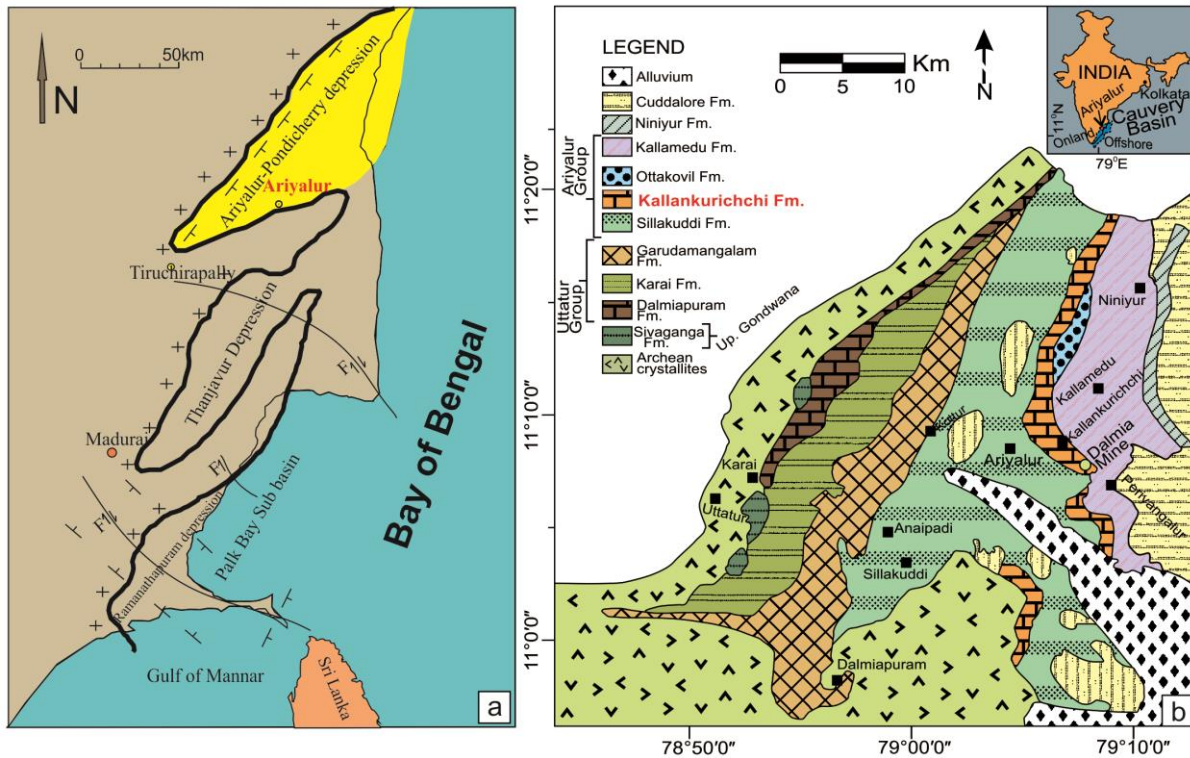 0 50km
N
Ariyalur-Pondicherry depression
Ariyalur
Tiruchirapally
Thanjavur Depression
F1
Madurai
F1
F1
Ramanathapuram depression
Palk Bay Sub basin
Bay of Bengal
Gulf of Mannar
Sri Lanka
a
LEGEND
Alluvium
Cuddalore Fm.
Niniyur Fm.
Ariyalur Group
Kallamedu Fm.
Ottakovil Fm.
Kallankurichchi Fm.
Sillakuddi Fm.
Uttatur Group
Garudamangalam Fm.
Karai Fm.
Dalmiapuram Fm.
Sivaganga Fm.
Up. Gondwana
Archean crystallites
0 5 10 Km
N
INDIA
Ariyalur
Kolkata
Cauvery Basin
Onland
Offshore
11°N
79°E
11°20'0"
11°10'0"
11°0'0"
Niniyur
Kallamedu
Kallankurichchi
Dalmia Mine
Periyangalur
Ariyalur
Karai
Uttatur
Anaipadi
Sillakuddi
Dalmiapuram
b
78°50'0"
79°00'0"
79°10'0"